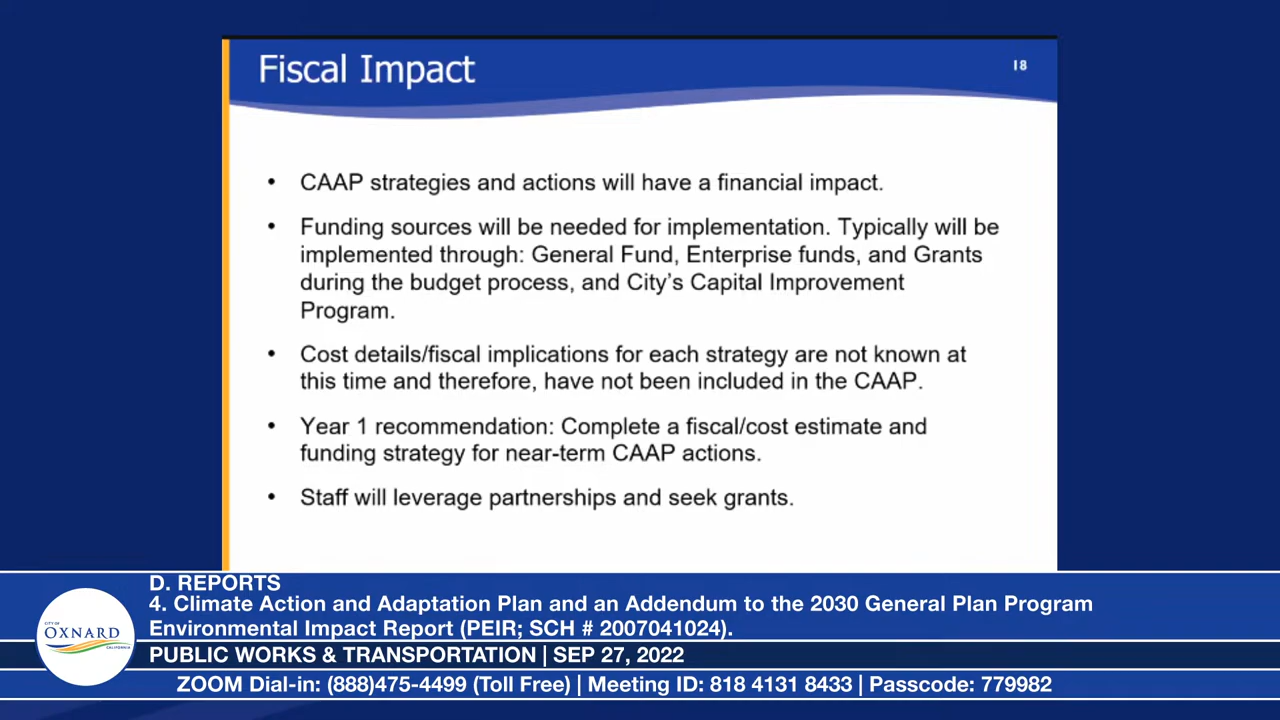 Fiscal Impact
18
• CAAP strategies and actions will have a financial impact.
• Funding sources will be needed for implementation. Typically will be
implemented through: General Fund, Enterprise funds, and Grants
during the budget process, and City's Capital Improvement
Program.
• Cost details/fiscal implications for each strategy are not known at
this time and therefore, have not been included in the CAAP.
• Year 1 recommendation: Complete a fiscal/cost estimate and
funding strategy for near-term CAAP actions.
• Staff will leverage partnerships and seek grants.
D. REPORTS
4. Climate Action and Adaptation Plan and an Addendum to the 2030 General Plan Program
Environmental Impact Report (PEIR; SCH # 2007041024).
PUBLIC WORKS & TRANSPORTATION | SEP 27, 2022
ZOOM Dial-in: (888)475-4499 (Toll Free) | Meeting ID: 818 4131 8433 | Passcode: 779982
CITY OF
OXNARD
CALIFORNIA